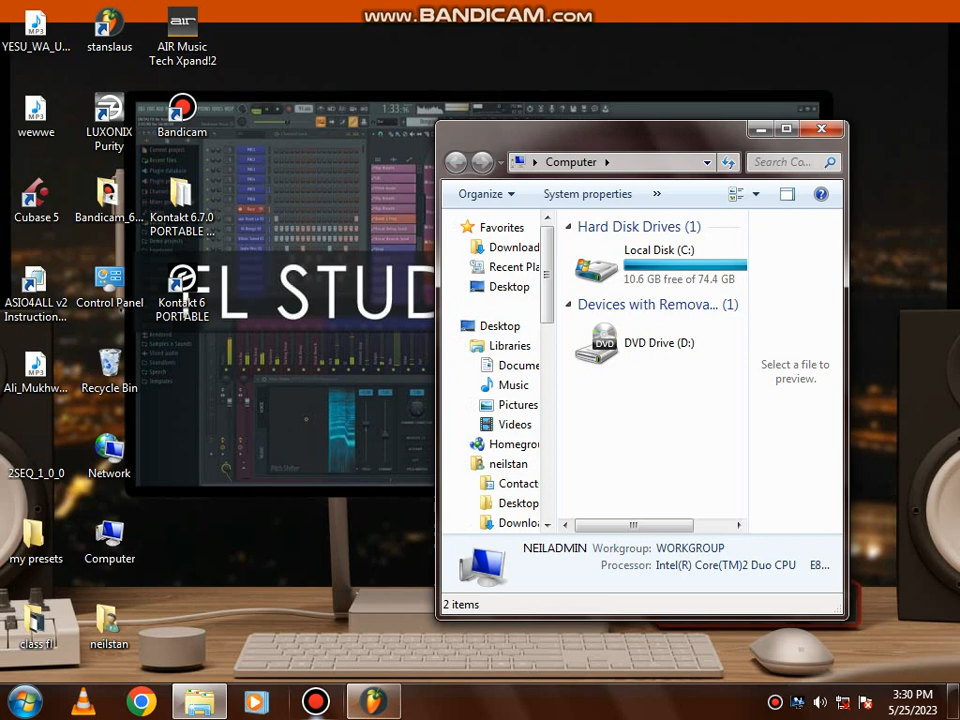 www.BANDICAM.com
YESU_WA_U...
stanslaus
AIR Music
Tech Xpand!2
air
wewwe
LUXONIX
Purity
Bandicam
Cubase 5
Bandicam_6...
Kontakt 6.7.0
PORTABLE ...
ASIO4ALL v2
Instruction...
Control Panel
Kontakt 6
PORTABLE
FL STUD
Ali_Mukhw...
Recycle Bin
2SEQ_1_0_0
Network
my presets
Computer
class fl
neilstan
Computer
Search Co...
Organize
System properties
»
Favorites
Download
Recent Pla
Desktop
Desktop
Libraries
Docume
Music
Pictures
Videos
Homegrou
neilstan
Contact
Desktop
Downlo
Hard Disk Drives (1)
Local Disk (C:)
10.6 GB free of 74.4 GB
Devices with Remova... (1)
DVD
DVD Drive (D:)
Select a file to
preview.
NEILADMIN Workgroup: WORKGROUP
Processor: Intel(R) Core(TM)2 Duo CPU E8...
2 items
3:30 PM
5/25/2023